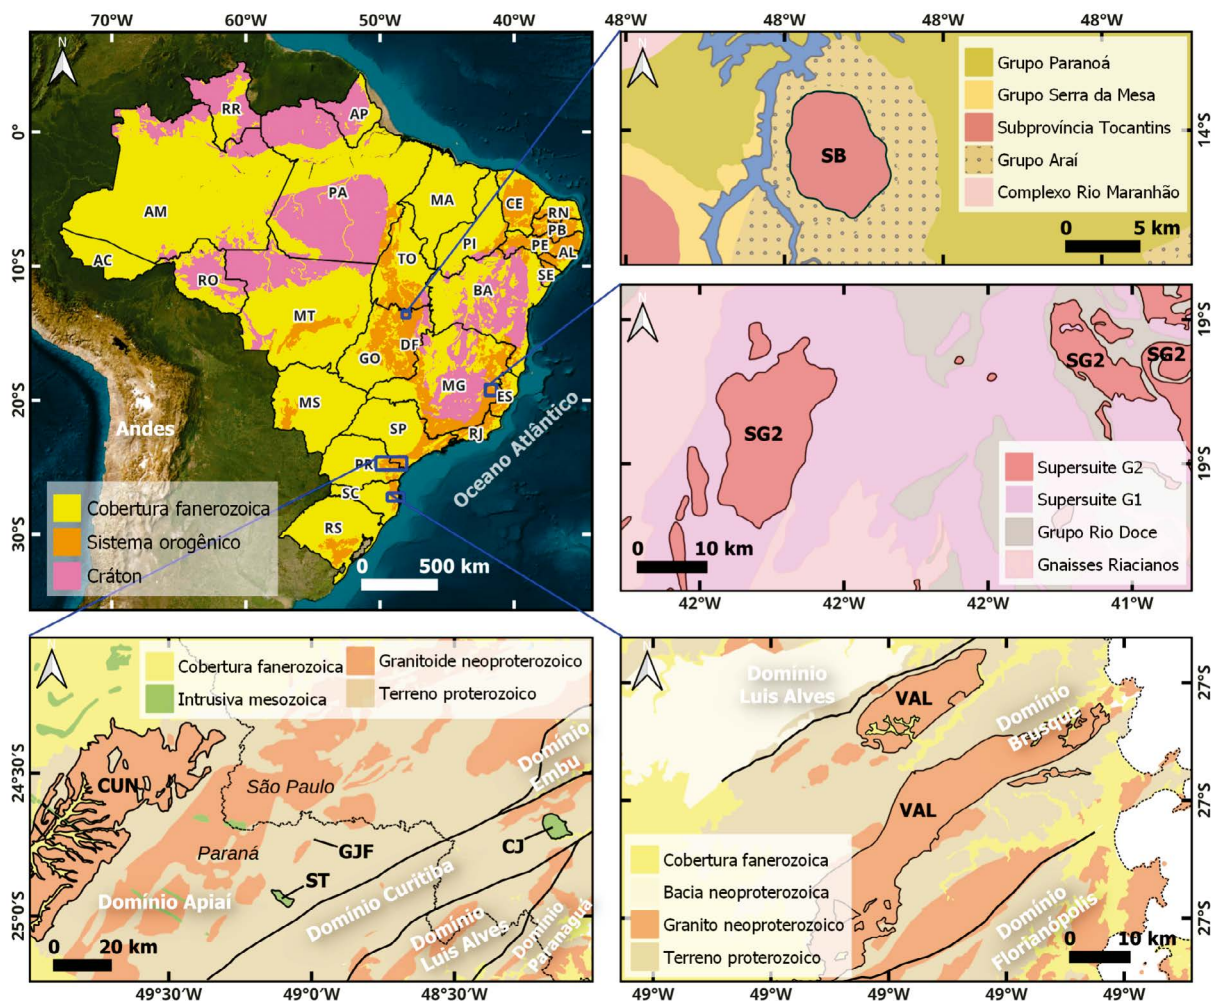 70°W 60°W 50°W 40°W
N
0°
10°S
20°S
30°S
RR
AP
AM
PA
MA
CE
RN
PB
PE
AL
SE
PI
AC
RO
TO
BA
MT
GO
DF
MG
ES
MS
SP
RJ
PR
SC
RS
Andes
Oceano Atlântico
Cobertura fanerozoica
Sistema orogênico
Cráton
0 500 km
48°W 48°W 48°W 48°W
N
14°S
SB
Grupo Paranoá
Grupo Serra da Mesa
Subprovíncia Tocantins
Grupo Araí
Complexo Rio Maranhão
0 5 km
N
19°S
19°S
SG2
SG2
SG2
Supersuite G2
Supersuite G1
Grupo Rio Doce
Gnaisses Riacianos
0 10 km
42°W 42°W 42°W 41°W
N
Cobertura fanerozoica
Intrusiva mesozoica
Granitoide neoproterozoico
Terreno proterozoico
24°30'S
25°0'S
CUN
São Paulo
Paraná
GJF
ST
CJ
Domínio
Embu
Domínio Curitiba
Domínio Apiaí
Domínio
Luis Alves
Domínio
Paranaguá
0 20 km
49°30'W 49°0'W 48°30'W
N
Domínio
Luis Alves
VAL
Domínio
Brusque
VAL
Domínio
Florianópolis
27°S
27°S
27°S
Cobertura fanerozoica
Bacia neoproterozoica
Granito neoproterozoico
Terreno proterozoico
0 10 km
49°W 49°W 49°W 49°W 49°W